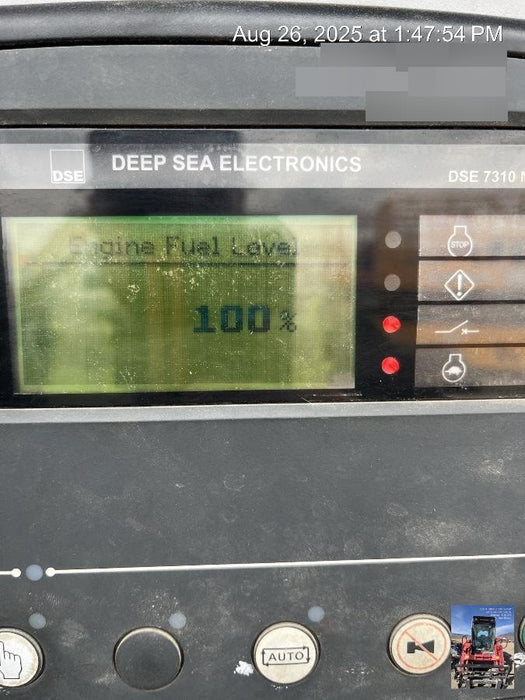 Aug 26, 2025 at 1:47:54 PM
DSE
DEEP SEA ELECTRONICS
DSE 7310
Engine Fuel Level
STOP
100 %
AUTO